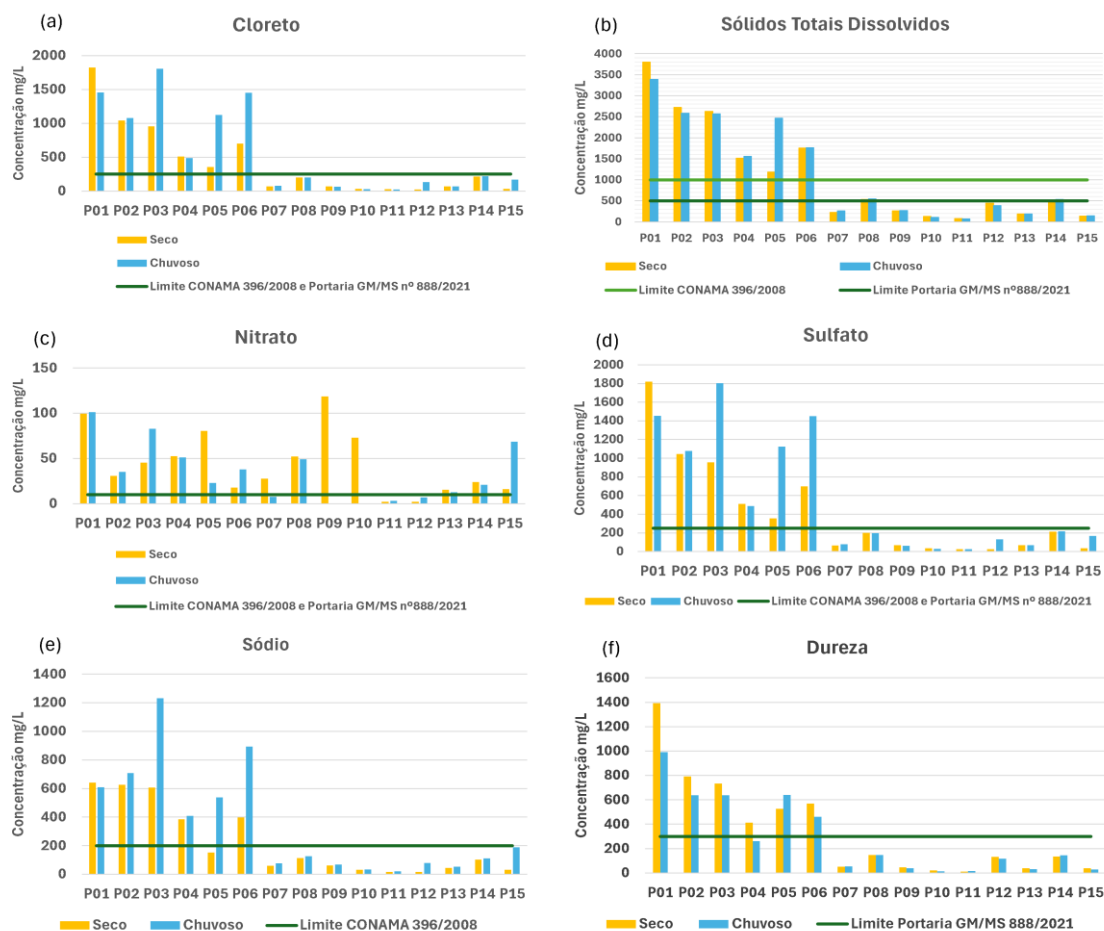 (a)
Cloreto
Concentração mg/L
2000
1500
1000
500
0
P01 P02 P03 P04 P05 P06 P07 P08 P09 P10 P11 P12 P13 P14 P15
Seco
Chuvoso
Limite CONAMA 396/2008 e Portaria GM/MS nº 888/2021
(b)
Sólidos Totais Dissolvidos
Concentração mg/L
4000
3500
3000
2500
2000
1500
1000
500
0
P01 P02 P03 P04 P05 P06 P07 P08 P09 P10 P11 P12 P13 P14 P15
Seco Chuvoso
Limite CONAMA 396/2008 Limite Portaria GM/MS nº888/2021
(c)
Nitrato
Concentração mg/L
150
100
50
0
P01 P02 P03 P04 P05 P06 P07 P08 P09 P10 P11 P12 P13 P14 P15
Seco
Chuvoso
Limite CONAMA 396/2008 e Portaria GM/MS nº888/2021
(d)
Sulfato
Concentração mg/L
2000
1800
1600
1400
1200
1000
800
600
400
200
0
P01 P02 P03 P04 P05 P06 P07 P08 P09 P10 P11 P12 P13 P14 P15
Seco Chuvoso Limite CONAMA 396/2008 e Portaria GM/MS nº 888/2021
(e)
Sódio
Concentração mg/L
1400
1200
1000
800
600
400
200
0
P01 P02 P03 P04 P05 P06 P07 P08 P09 P10 P11 P12 P13 P14 P15
Seco Chuvoso Limite CONAMA 396/2008
(f)
Dureza
Concentração mg/L
1600
1400
1200
1000
800
600
400
200
0
P01 P02 P03 P04 P05 P06 P07 P08 P09 P10 P11 P12 P13 P14 P15
Seco Chuvoso Limite Portaria GM/MS 888/2021